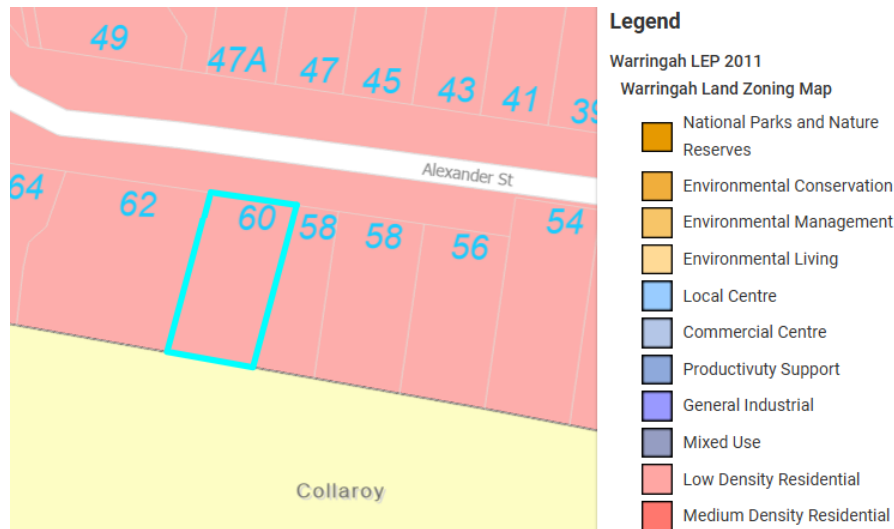 49
47A
47
45
43
41
39
Alexander St
64
62
60
58
58
56
54
Collaroy
Legend
Warringah LEP 2011
Warringah Land Zoning Map
National Parks and Nature
Reserves
Environmental Conservation
Environmental Management
Environmental Living
Local Centre
Commercial Centre
Productivuty Support
General Industrial
Mixed Use
Low Density Residential
Medium Density Residential